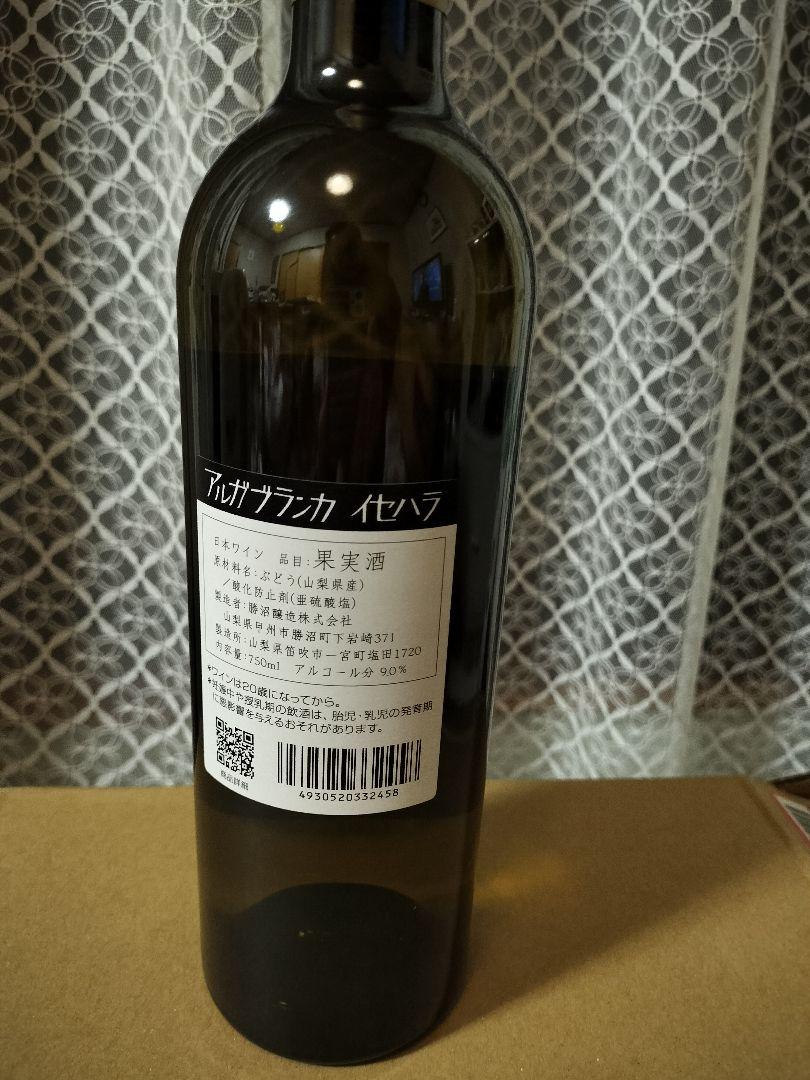 アルガブランカ イセハラ
日本ワイン 品目:果実酒
原材料名:ぶどう(山梨県産)
/酸化防止剤(亜硫酸塩)
製造者:勝沼醸造株式会社
山梨県甲州市勝沼町下岩崎371
製造所:山梨県笛吹市一宮町塩田1720
内容量:750ml アルコール分 9.0%
*ワインは20歳になってから。
*妊娠中や授乳期の飲酒は、胎児・乳児の発育期
に悪影響を与えるおそれがあります。
商品詳細
4930520332458